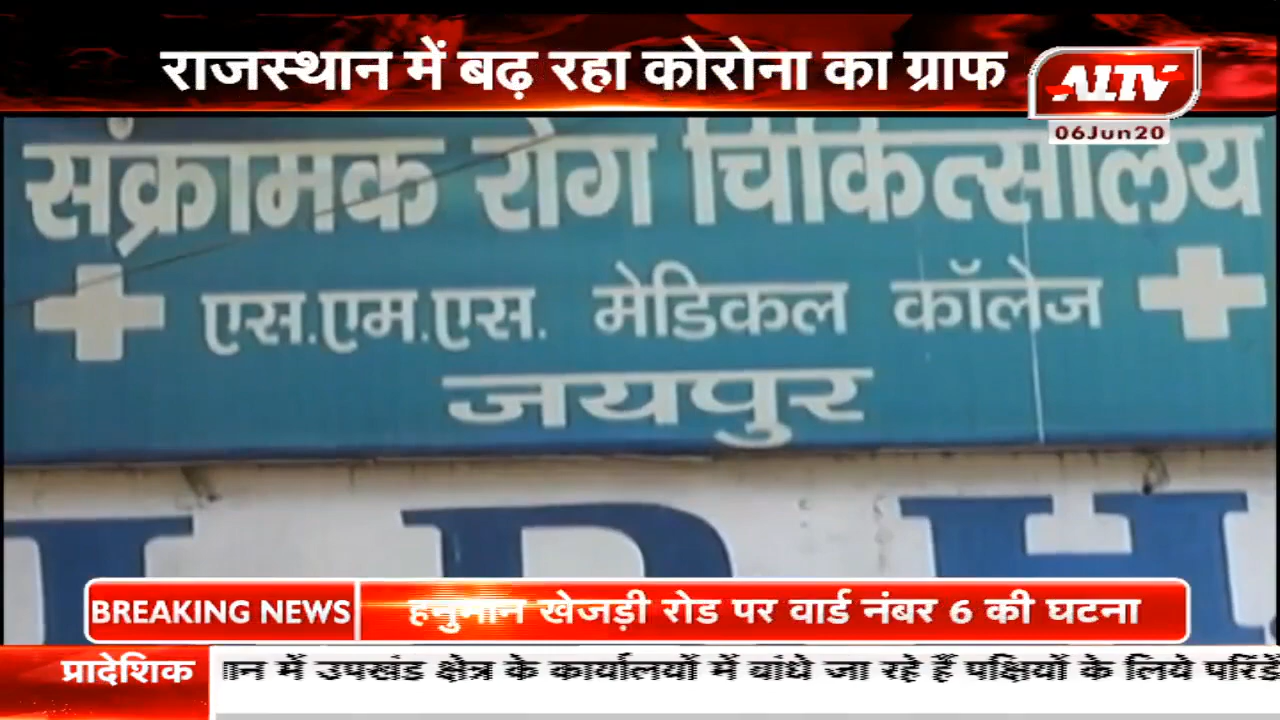 राजस्थान में बढ़ रहा कोरोना का ग्राफ
ALTV
06Jun20
संक्रामक रोग चिकित्सालय
एस.एम.एस. मेडिकल कॉलेज
जयपुर
BREAKING NEWS हनुमान खेजड़ी रोड पर वार्ड नंबर 6 की घटना
प्रादेशिक में उपखंड क्षेत्र के कार्यालयों में बांधे जा रहे हैं पक्षियों के लिये